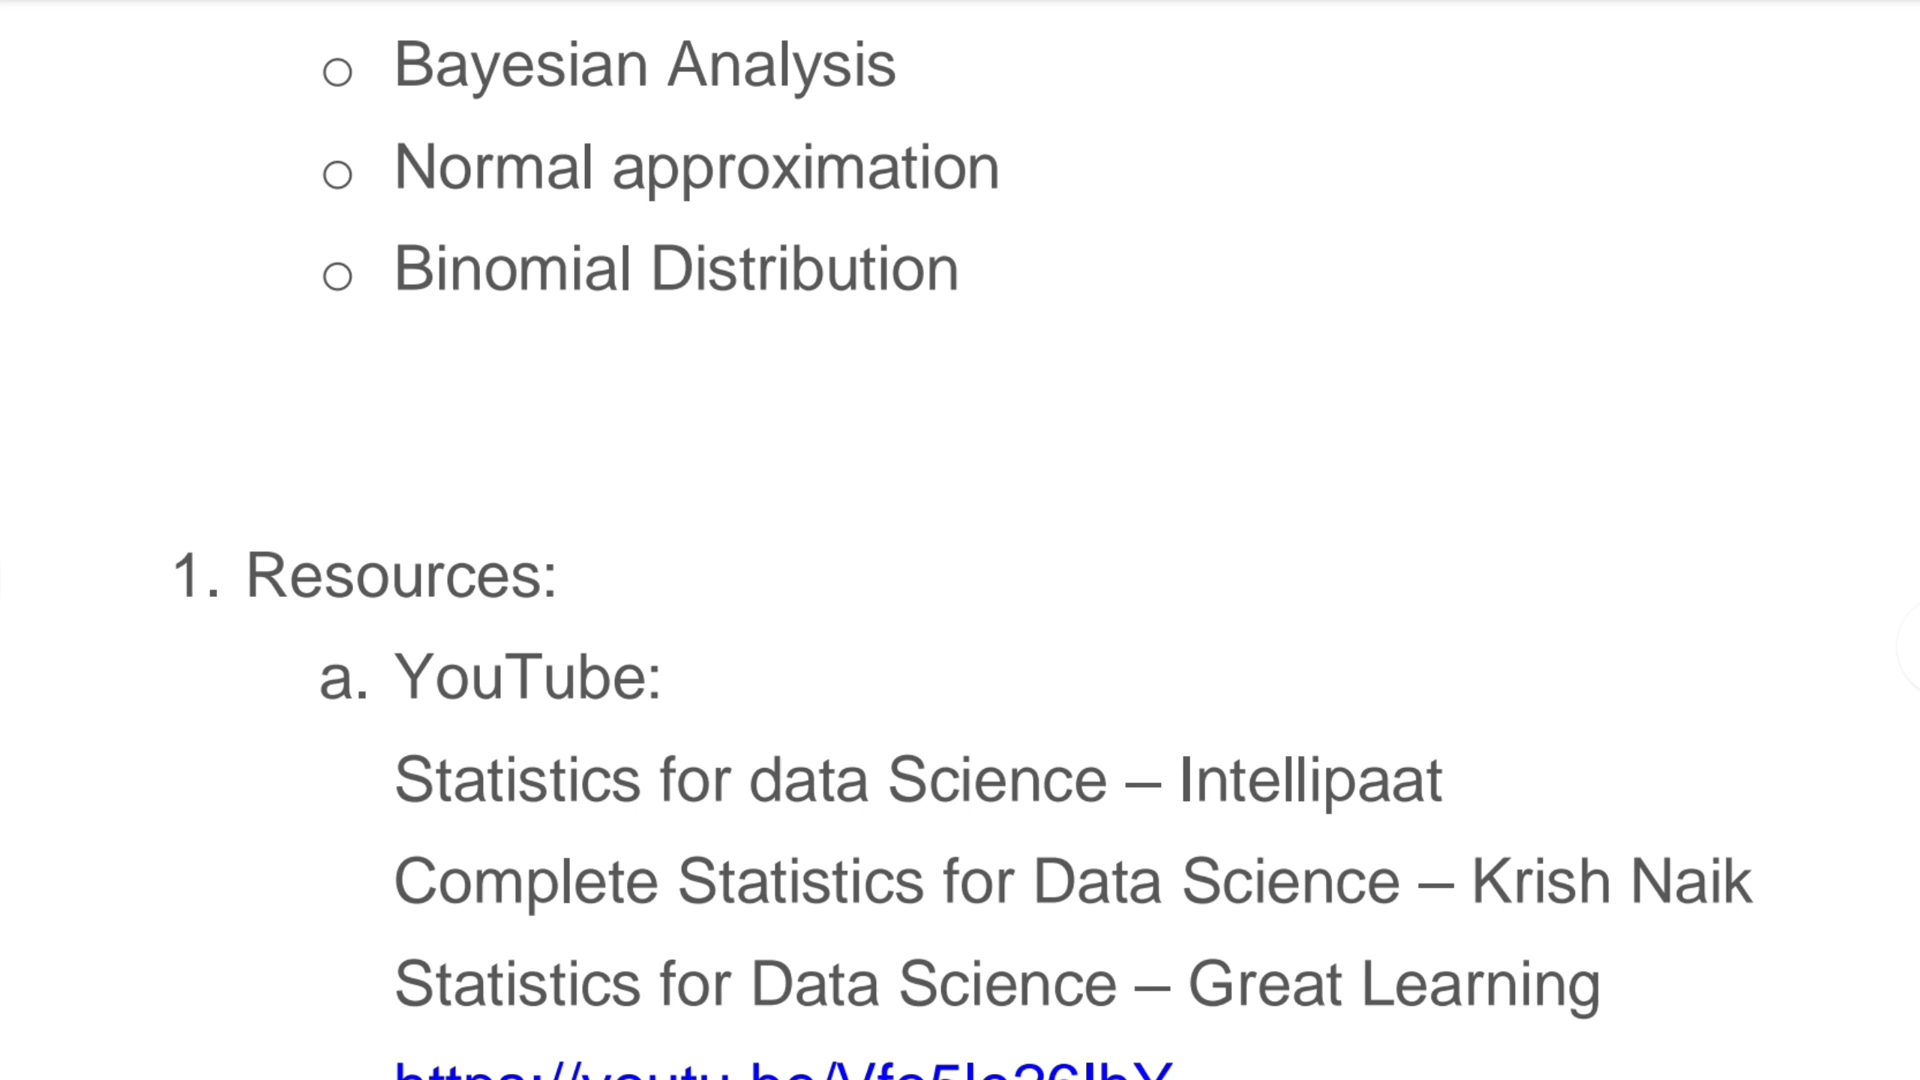 ○ Bayesian Analysis
○ Normal approximation
○ Binomial Distribution
1. Resources:
a. YouTube:
Statistics for data Science – Intellipaat
Complete Statistics for Data Science – Krish Naik
Statistics for Data Science – Great Learning